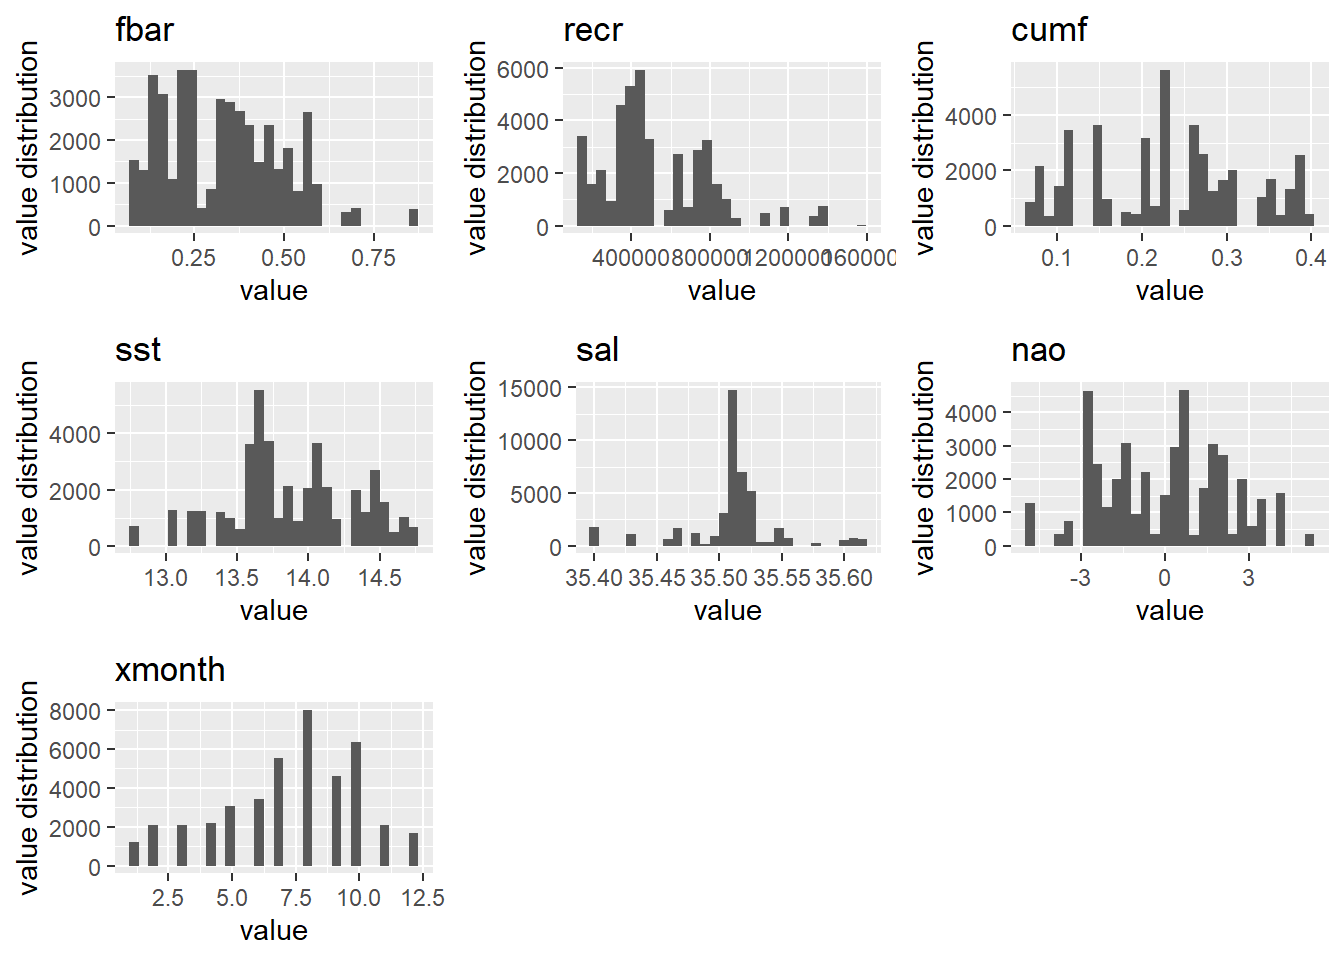 fbar
recr
cumf
value distribution
3000
2000
1000
0
0.25 0.50 0.75
value
value distribution
6000
4000
2000
0
400000 800000 1200000 160000
value
value distribution
4000
2000
0
0.1 0.2 0.3 0.4
value
sst
sal
nao
value distribution
4000
2000
0
13.0 13.5 14.0 14.5
value
value distribution
15000
10000
5000
0
35.40 35.45 35.50 35.55 35.60
value
value distribution
4000
3000
2000
1000
0
-3 0 3
value
xmonth
value distribution
8000
6000
4000
2000
0
2.5 5.0 7.5 10.0 12.5
value